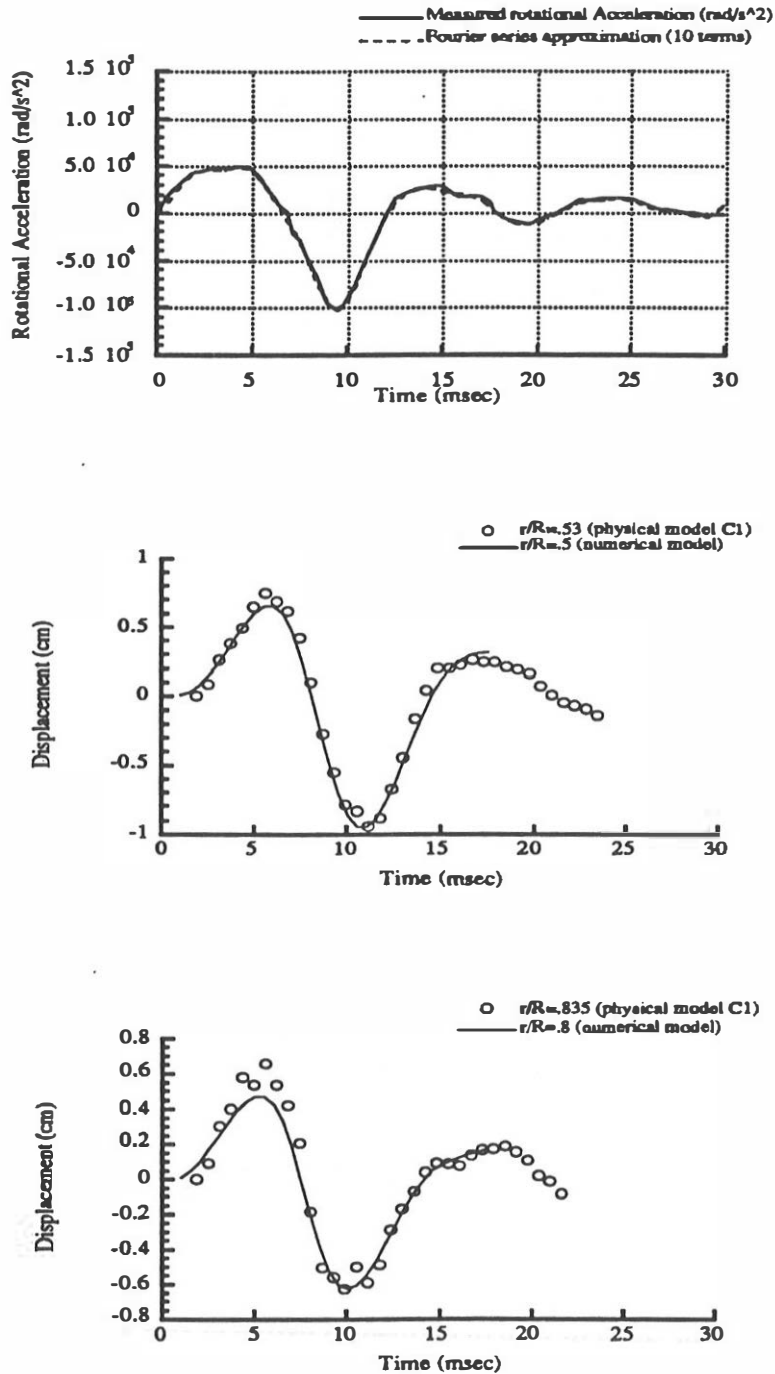 Measured rotational Acceleration (rad/s^2)
Fourier series approximation (10 terms)
Rotational Acceleration (rad/s^2)
1.5 10⁵
1.0 10⁵
5.0 10⁴
0
-5.0 10⁴
-1.0 10⁵
-1.5 10⁵
0 5 10 15 20 25 30
Time (msec)
r/R=.53 (physical model C1)
r/R=.5 (numerical model)
Displacement (cm)
1
0.5
0
-0.5
-1
0 5 10 15 20 25 30
Time (msec)
r/R=.835 (physical model C1)
r/R=.8 (numerical model)
Displacement (cm)
0.8
0.6
0.4
0.2
0
-0.2
-0.4
-0.6
-0.8
0 5 10 15 20 25 30
Time (msec)